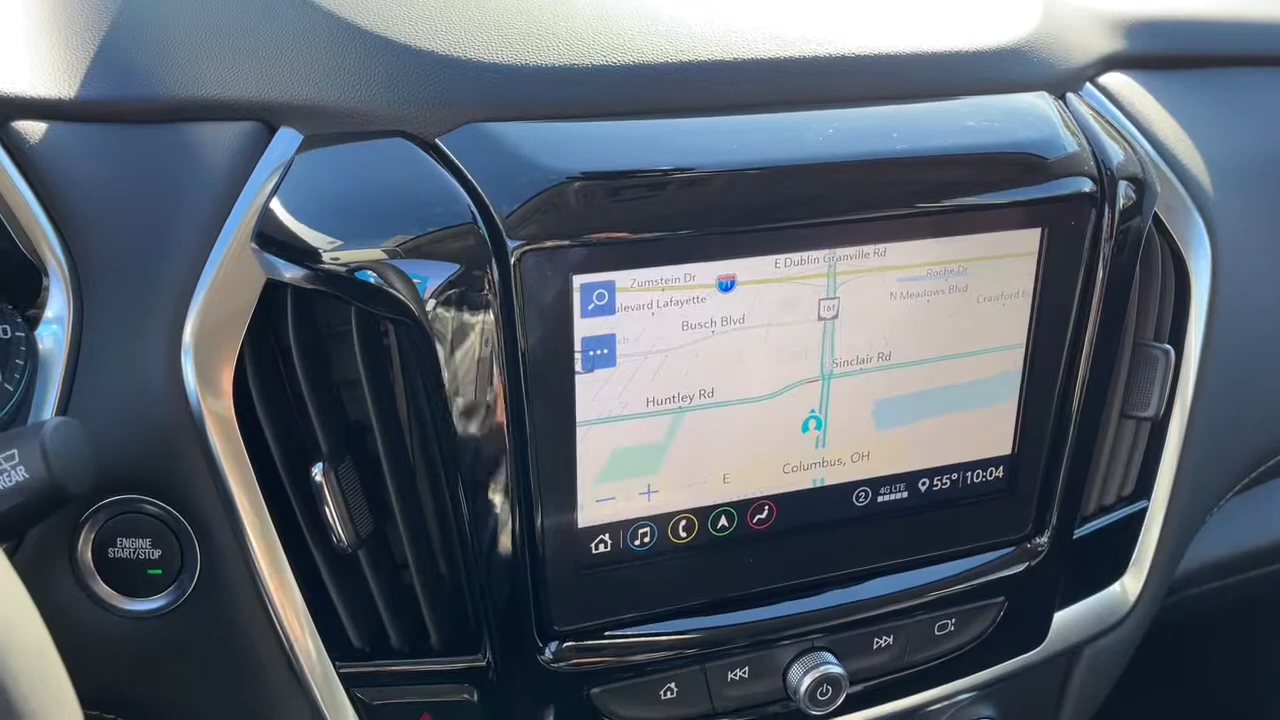 E Dublin Granville Rd
Zumstein Dr
71
Roche Dr
ulevard Lafayette
161
N Meadows Blvd
Crawford
Busch Blvd
Sinclair Rd
Huntley Rd
Columbus, OH
E
2
4G LTE
55° 10:04
REAR
ENGINE
START/STOP